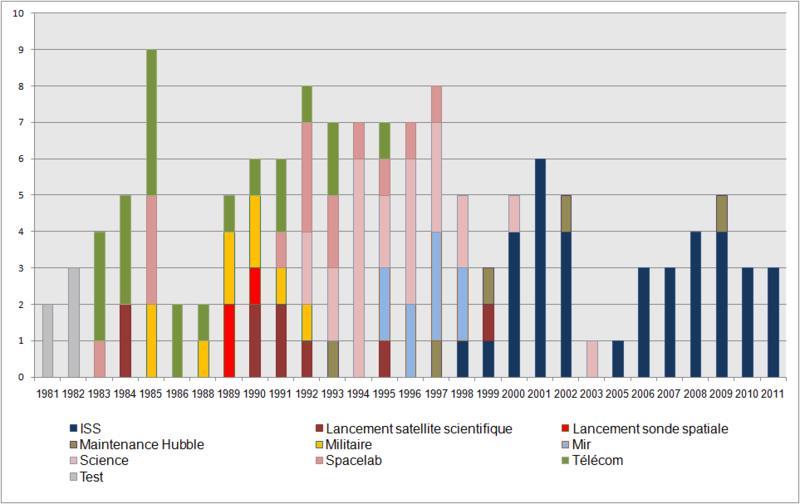 10
9
8
7
6
5
4
3
2
1
0
1981 1982 1983 1984 1985 1986 1988 1989 1990 1991 1992 1993 1994 1995 1996 1997 1998 1999 2000 2001 2002 2003 2005 2006 2007 2008 2009 2010 2011
ISS Lancement satellite scientifique Lancement sonde spatiale
Maintenance Hubble Militaire Mir
Science Spacelab Télécom
Test